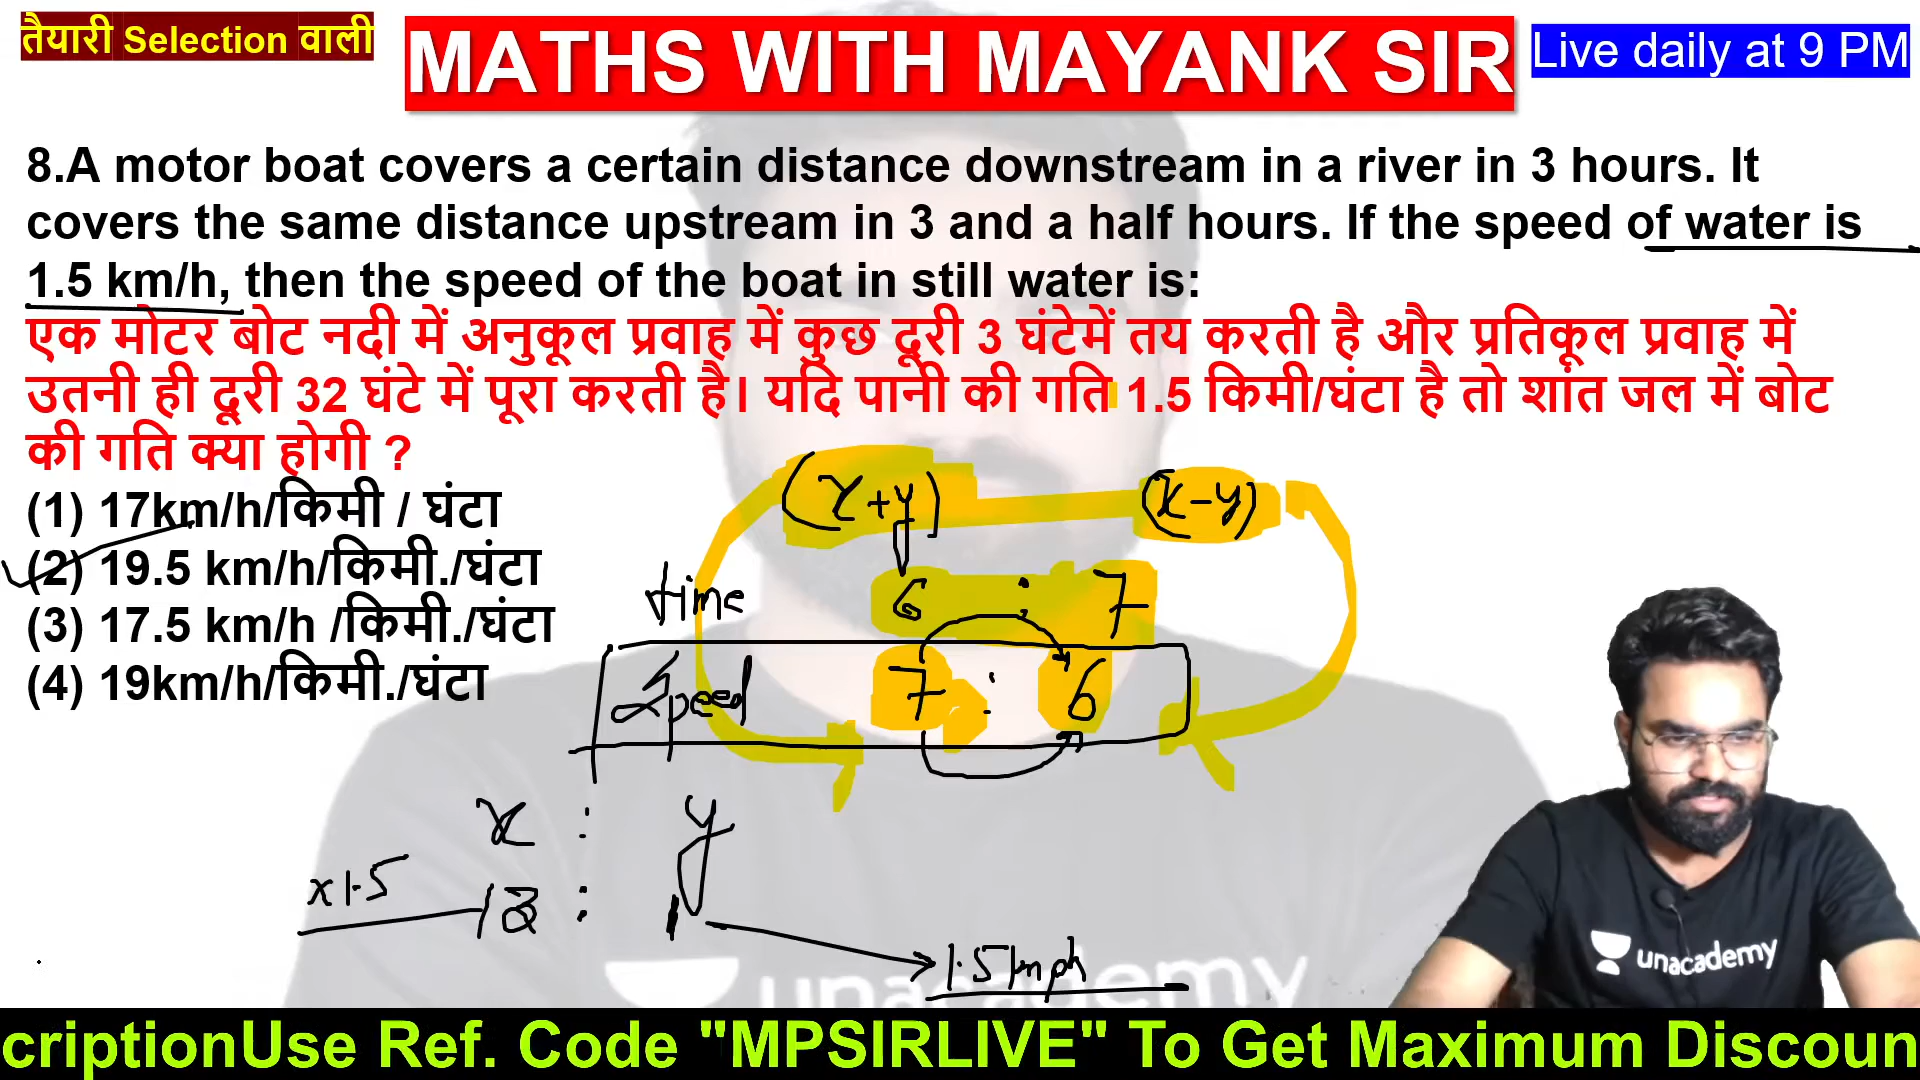 तैयारी Selection वाली
MATHS WITH MAYANK SIR
Live daily at 9 PM
8.A motor boat covers a certain distance downstream in a river in 3 hours. It
covers the same distance upstream in 3 and a half hours. If the speed of water is
1.5 km/h, then the speed of the boat in still water is:
एक मोटर बोट नदी में अनुकूल प्रवाह में कुछ दूरी 3 घंटेमें तय करती है और प्रतिकूल प्रवाह में
उतनी ही दूरी 32 घंटे में पूरा करती है। यदि पानी की गति 1.5 किमी/घंटा है तो शांत जल में बोट
की गति क्या होगी ?
(1) 17km/h/किमी / घंटा
(2) 19.5 km/h/किमी./घंटा
(3) 17.5 km/h /किमी./घंटा
(4) 19km/h/किमी./घंटा
(x+y) (x-y)
time 6 : 7
Speed 7 : 6
x : y
x1.5 13 : 1
1.5 kmph
unacademy
unacademy
criptionUse Ref. Code "MPSIRLIVE" To Get Maximum Discoun